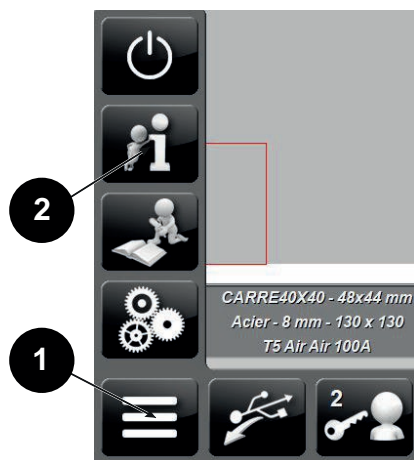 2
CARRE40X40 - 48x44 mm
Acier - 8 mm - 130 x 130
T5 Air Air 100A
1
2